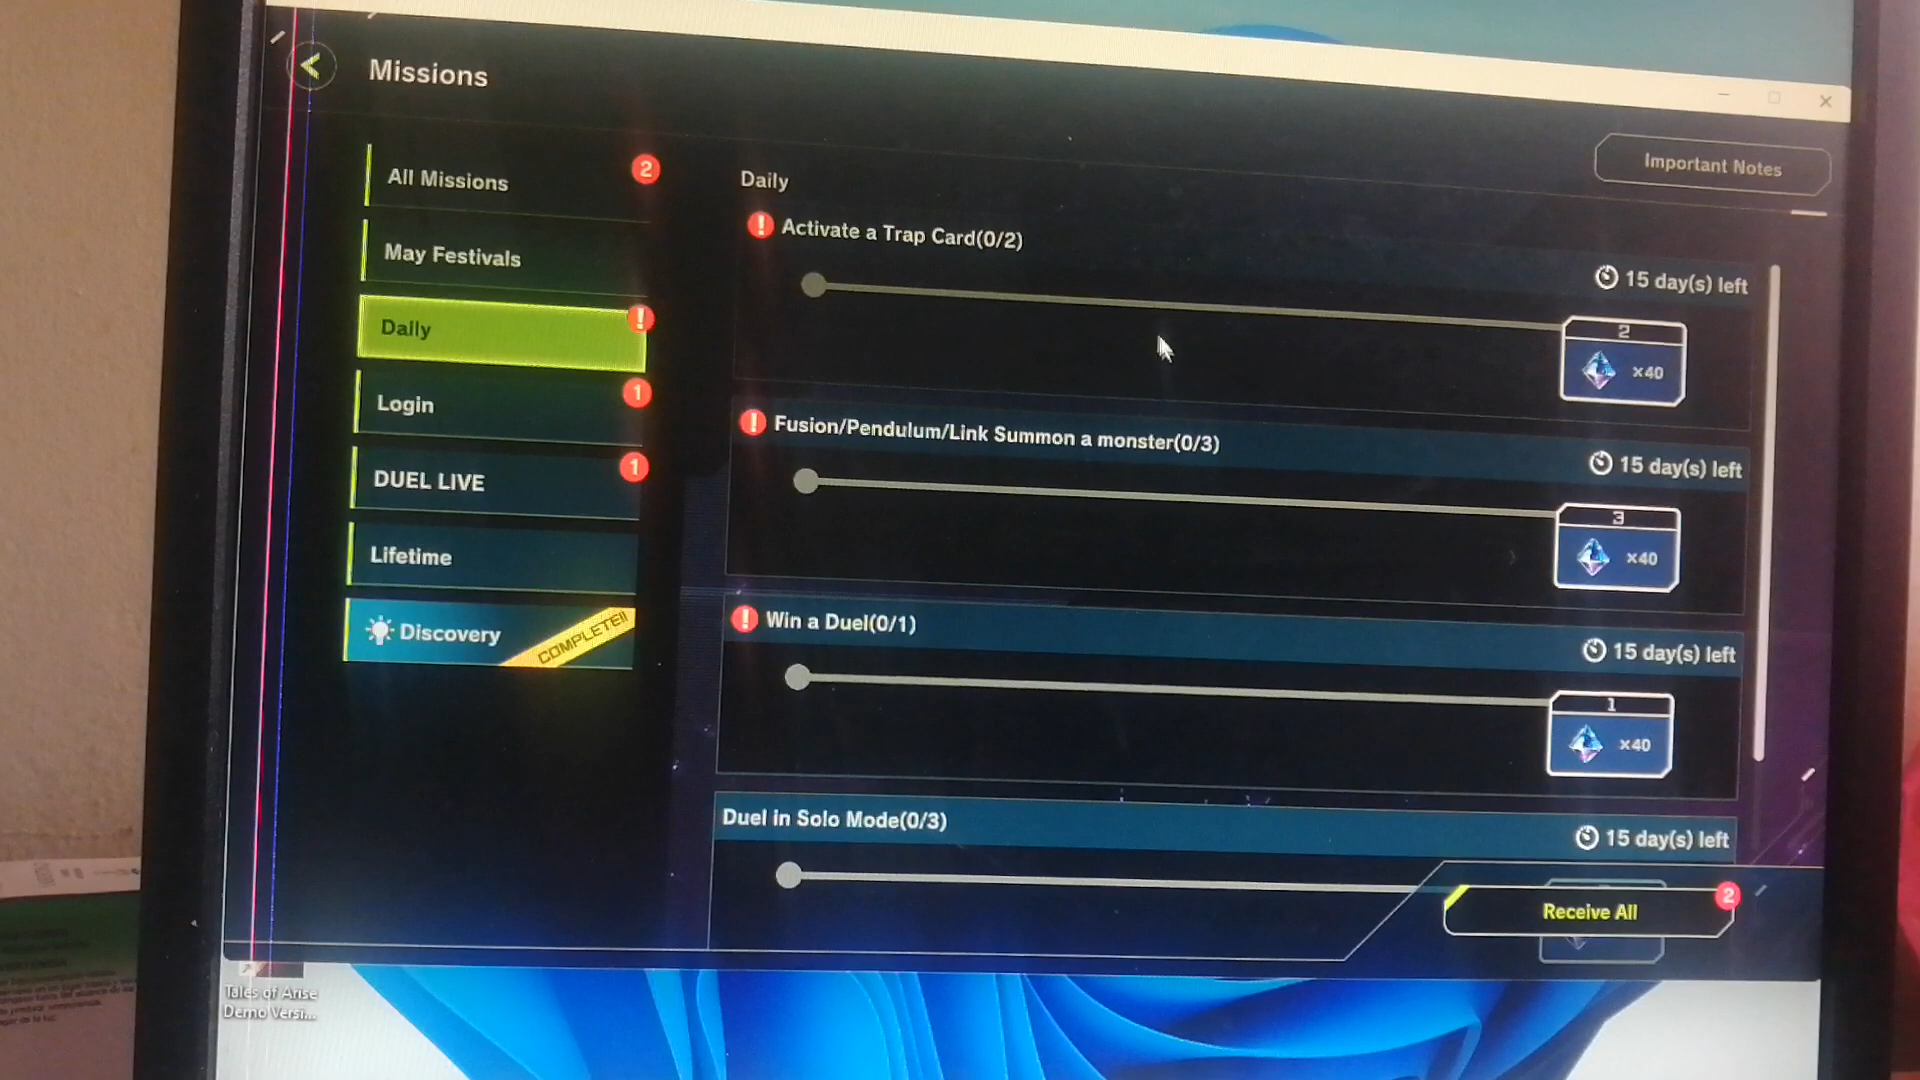 Missions
Important Notes
All Missions
2
May Festivals
Daily
!
Login
1
DUEL LIVE
1
Lifetime
Discovery
COMPLETE!!
Daily
! Activate a Trap Card(0/2)
15 day(s) left
2
×40
! Fusion/Pendulum/Link Summon a monster(0/3)
15 day(s) left
3
×40
! Win a Duel(0/1)
15 day(s) left
1
×40
Duel in Solo Mode(0/3)
15 day(s) left
Receive All
2
Tales of Arise
Demo Versi...